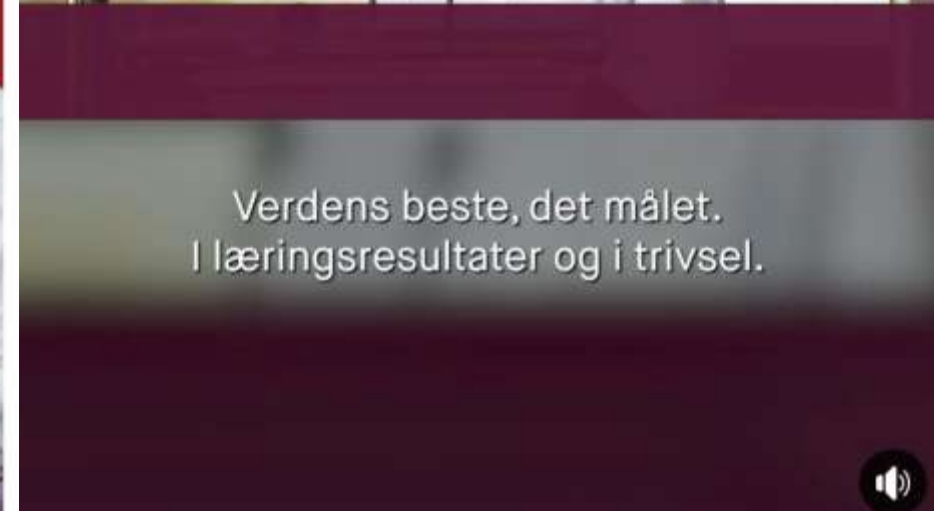 Verdens beste, det målet.
I læringsresultater og i trivsel.